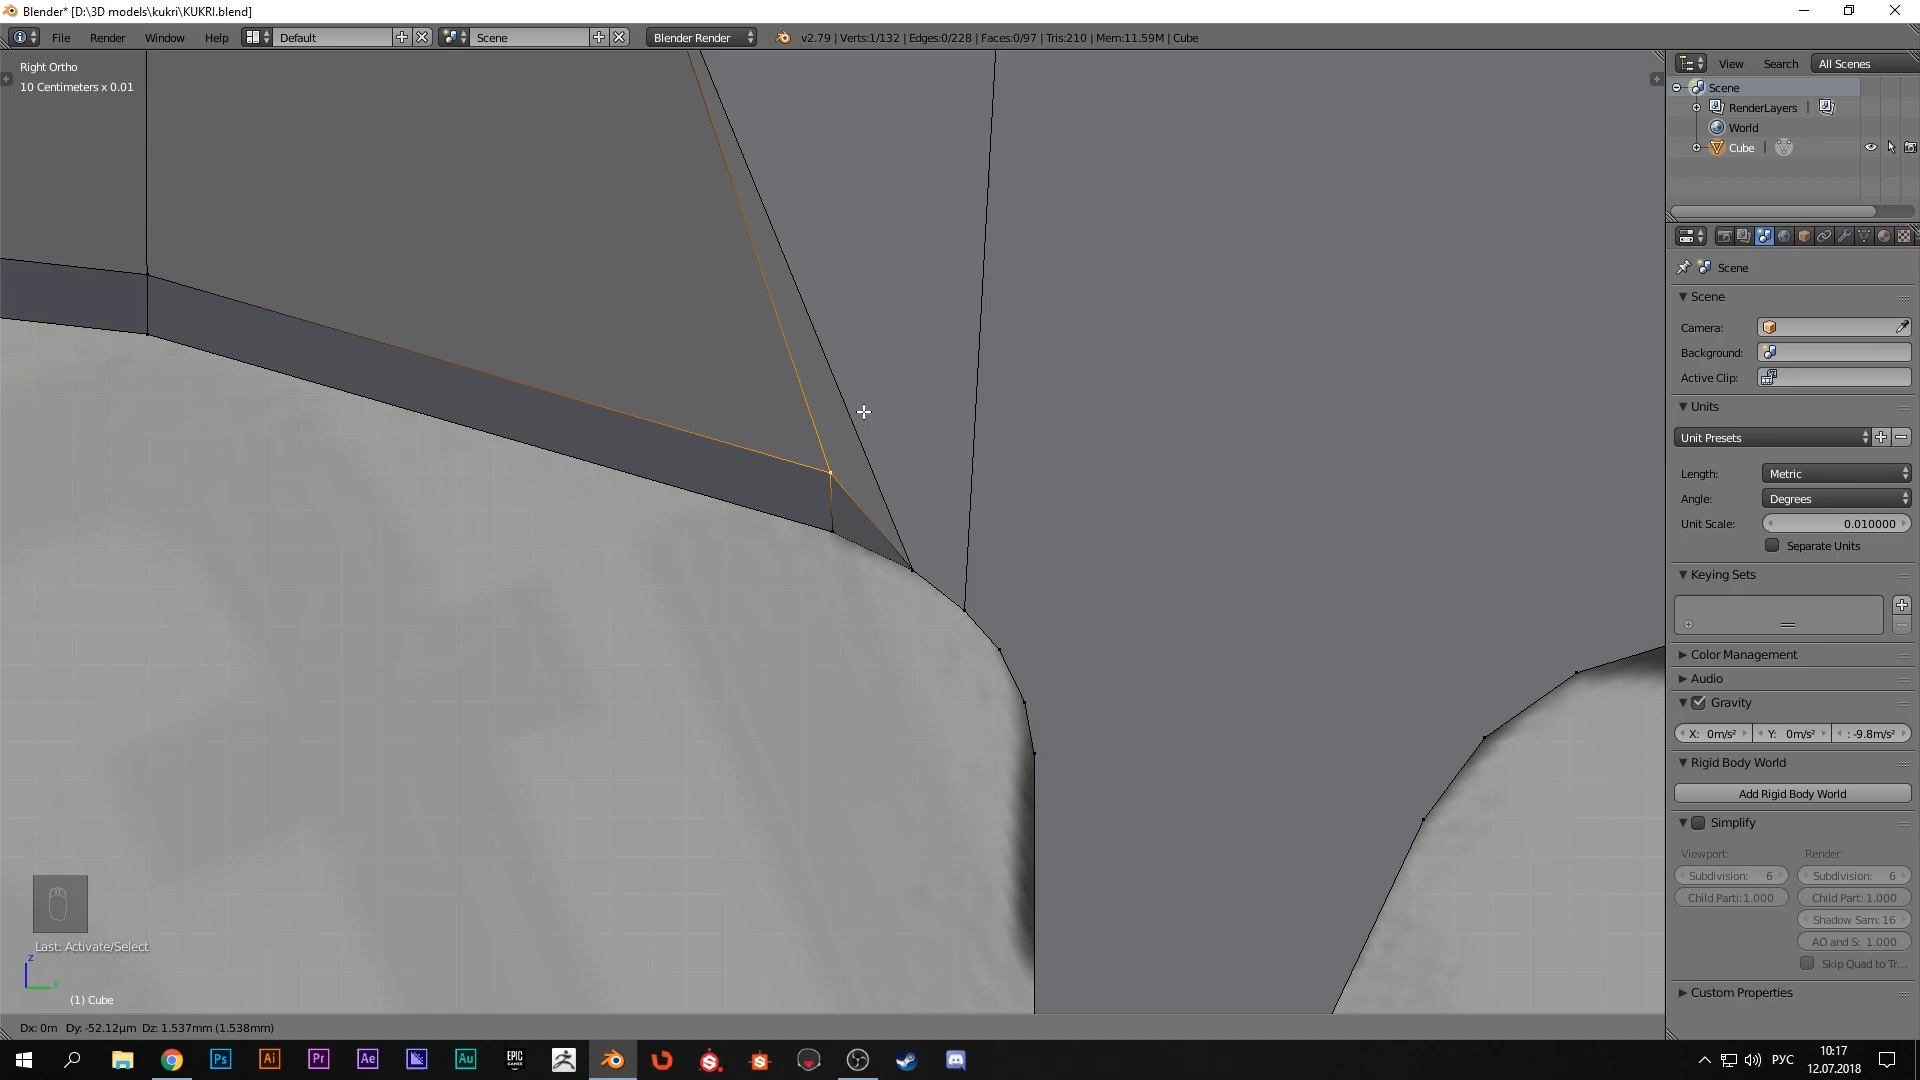 Blender* [D:\3D models\kukri\KUKRI.blend]
File Render Window Help Default Scene Blender Render v2.79 | Verts:1/132 | Edges:0/228 | Faces:0/97 | Tris:210 | Mem:11.59M | Cube
Right Ortho
10 Centimeters x 0.01
View Search All Scenes
Scene
RenderLayers
World
Cube
Scene
Scene
Camera:
Background:
Active Clip:
Units
Unit Presets
Length: Metric
Angle: Degrees
Unit Scale: 0.010000
Separate Units
Keying Sets
Color Management
Audio
Gravity
X: 0m/s² Y: 0m/s² : -9.8m/s²
Rigid Body World
Add Rigid Body World
Simplify
Viewport: Render:
Subdivision: 6 Subdivision: 6
Child Parti:1.000 Child Part: 1.000
Shadow Sam: 16
AO and S: 1.000
Skip Quad to Tr...
Custom Properties
Last: Activate/Select
z
y
(1) Cube
Dx: 0m Dy: -52.12µm Dz: 1.537mm (1.538mm)
Ps Ai Pr Ae Au EPIC GAMES
РУС
10:17
12.07.2018